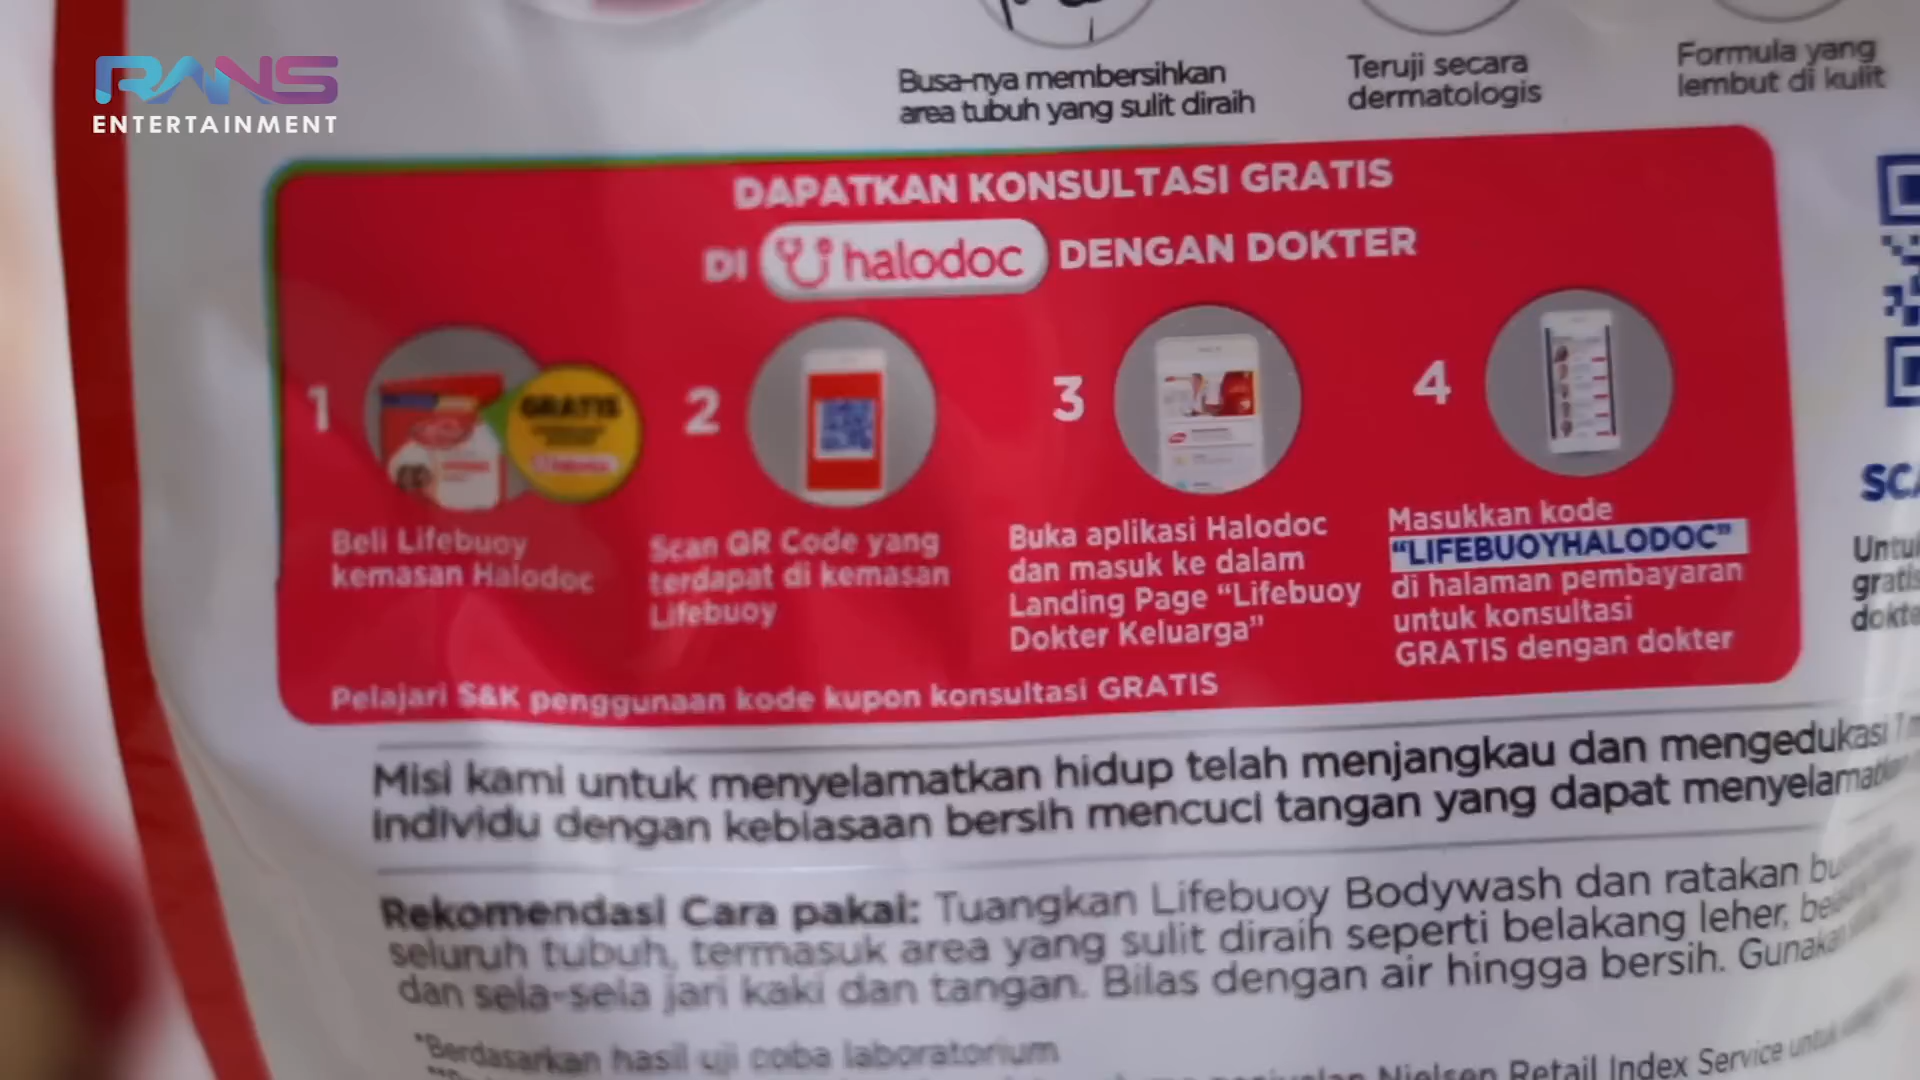 RANS
ENTERTAINMENT
Busa-nya membersihkan
area tubuh yang sulit diraih
Teruji secara
dermatologis
Formula yang
lembut di kulit
DAPATKAN KONSULTASI GRATIS
DI halodoc DENGAN DOKTER
1
GRATIS
2
3
4
Beli Lifebuoy
kemasan Halodoc
Scan QR Code yang
terdapat di kemasan
Lifebuoy
Buka aplikasi Halodoc
dan masuk ke dalam
Landing Page “Lifebuoy
Dokter Keluarga”
Masukkan kode
“LIFEBUOYHALODOC”
di halaman pembayaran
untuk konsultasi
GRATIS dengan dokter
Pelajari S&K penggunaan kode kupon konsultasi GRATIS
Misi kami untuk menyelamatkan hidup telah menjangkau dan mengedukasi 1
individu dengan kebiasaan bersih mencuci tangan yang dapat
Rekomendasi Cara pakai: Tuangkan Lifebuoy Bodywash dan ratakan
seluruh tubuh, termasuk area yang sulit diraih seperti belakang leher,
dan sela-sela jari kaki dan tangan. Bilas dengan air hingga bersih. Gunakan
*Berdasarkan hasil uji coba laboratorium
Nielsen Retail Index Service untuk